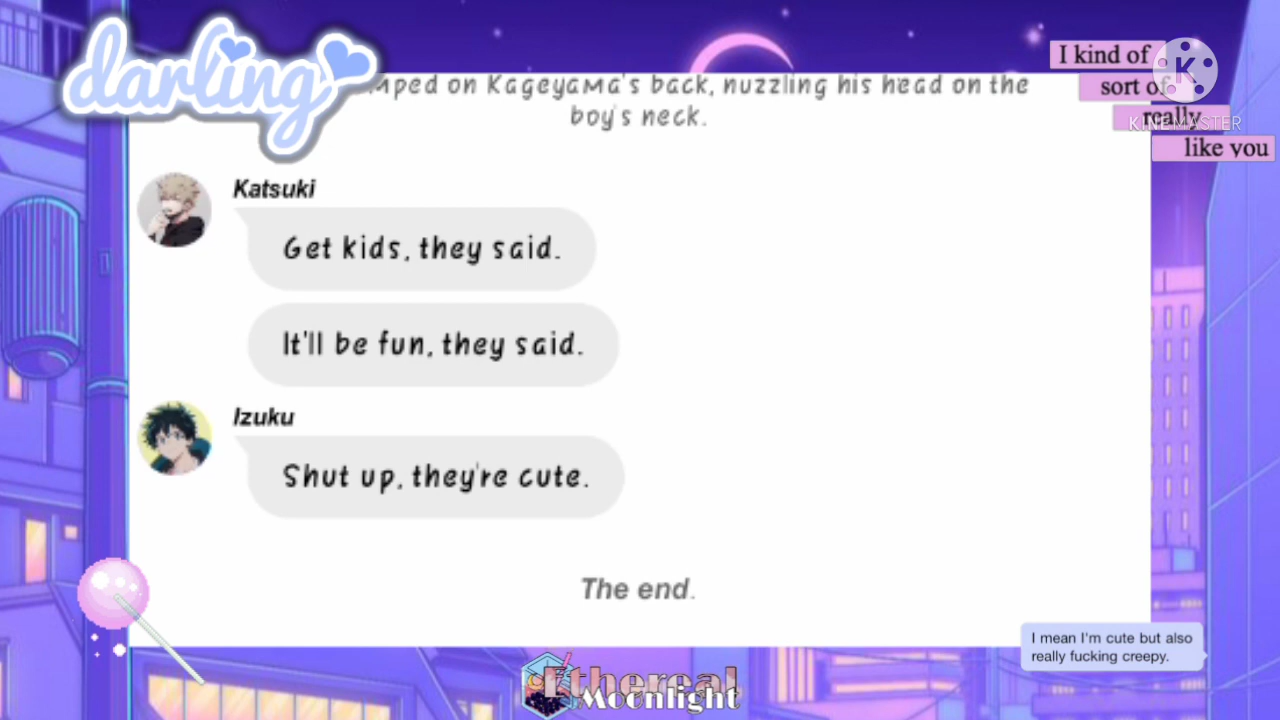 darling
I kind of
sort of
really
like you
K
KINEMASTER
mped on Kageyama's back, nuzzling his head on the
boy's neck.
Katsuki
Get kids, they said.
It'll be fun, they said.
Izuku
Shut up, they're cute.
The end.
I mean I'm cute but also
really fucking creepy.
Ethereal
Moonlight